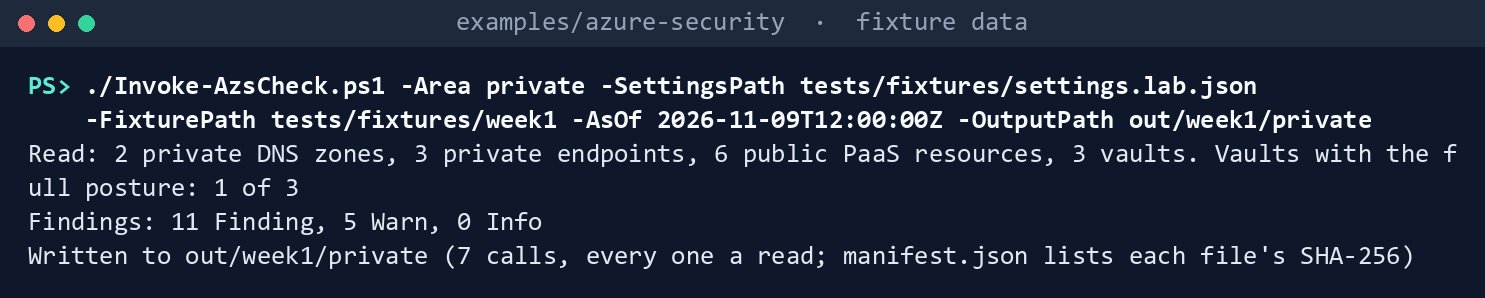 examples/azure-security · fixture data
PS> ./Invoke-AzsCheck.ps1 -Area private -SettingsPath tests/fixtures/settings.lab.json
-FixturePath tests/fixtures/week1 -AsOf 2026-11-09T12:00:00Z -OutputPath out/week1/private
Read: 2 private DNS zones, 3 private endpoints, 6 public PaaS resources, 3 vaults. Vaults with the f
ull posture: 1 of 3
Findings: 11 Finding, 5 Warn, 0 Info
Written to out/week1/private (7 calls, every one a read; manifest.json lists each file's SHA-256)